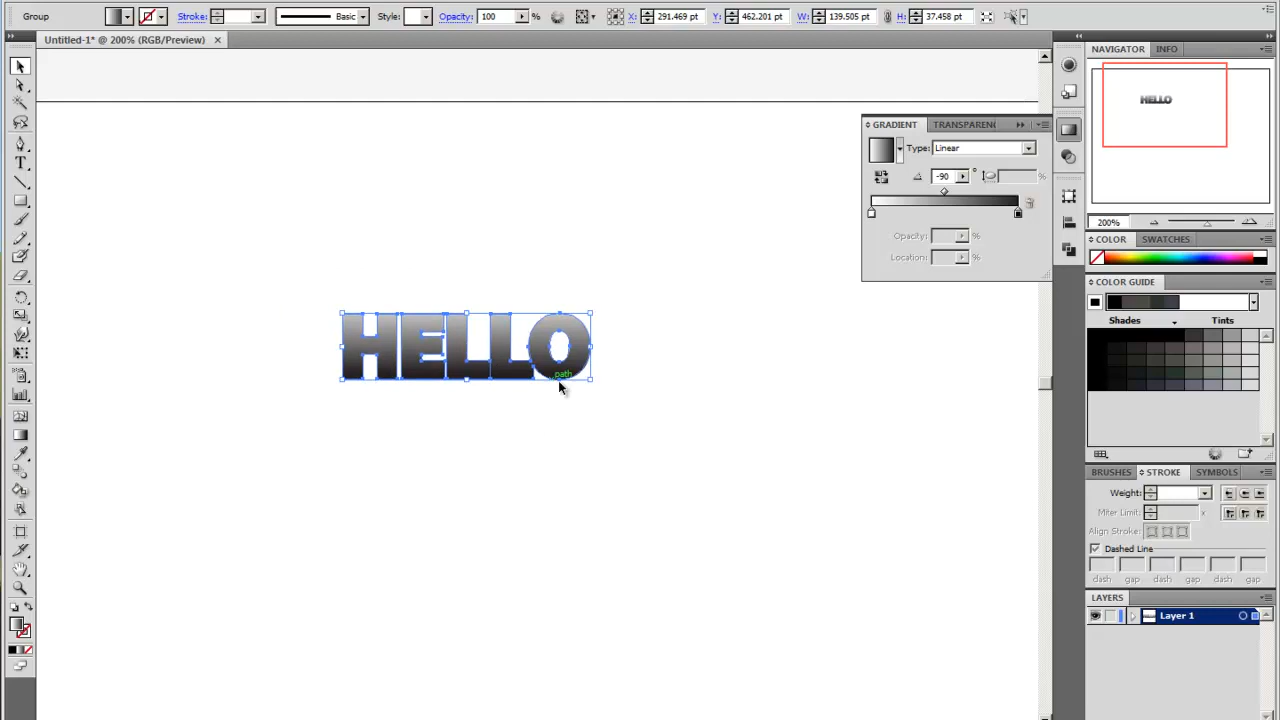 Group Stroke: Basic Style: Opacity: 100 % X: 291.469 pt Y: 462.201 pt W: 139.505 pt H: 37.458 pt
Untitled-1* @ 200% (RGB/Preview)
NAVIGATOR INFO
HELLO
200%
GRADIENT TRANSPAREN
Type: Linear
-90 ° %
Opacity: %
Location: %
COLOR SWATCHES
COLOR GUIDE
Shades Tints
HELLO
path
BRUSHES STROKE SYMBOLS
Weight:
Miter Limit: x
Align Stroke:
Dashed Line
dash gap dash gap dash gap
LAYERS
Layer 1